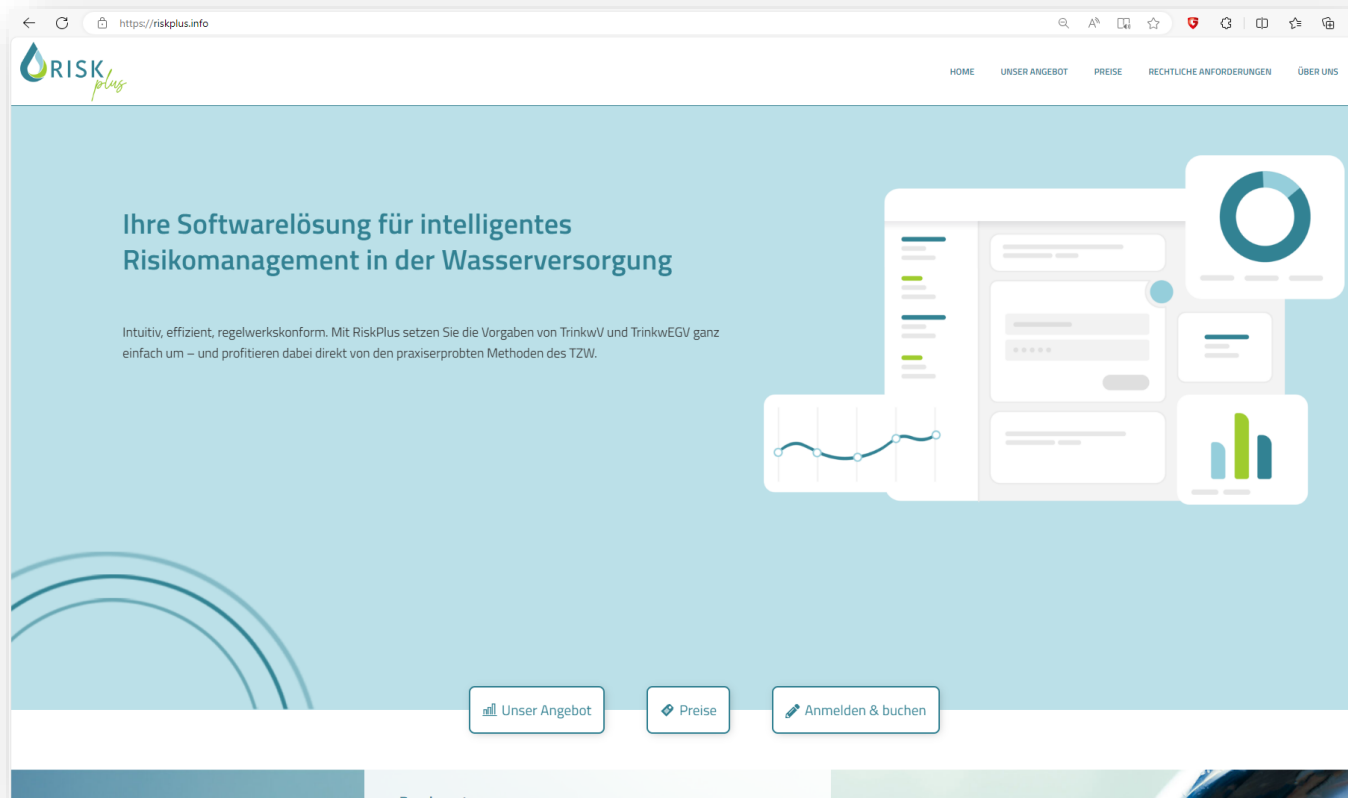 https://riskplus.info
RISK
plus
HOME UNSER ANGEBOT PREISE RECHTLICHE ANFORDERUNGEN ÜBER UNS
Ihre Softwarelösung für intelligentes
Risikomanagement in der Wasserversorgung
Intuitiv, effizient, regelwerkskonform. Mit RiskPlus setzen Sie die Vorgaben von TrinkwV und TrinkwEGV ganz
einfach um – und profitieren dabei direkt von den praxiserprobten Methoden des TZW.
Unser Angebot
Preise
Anmelden & buchen